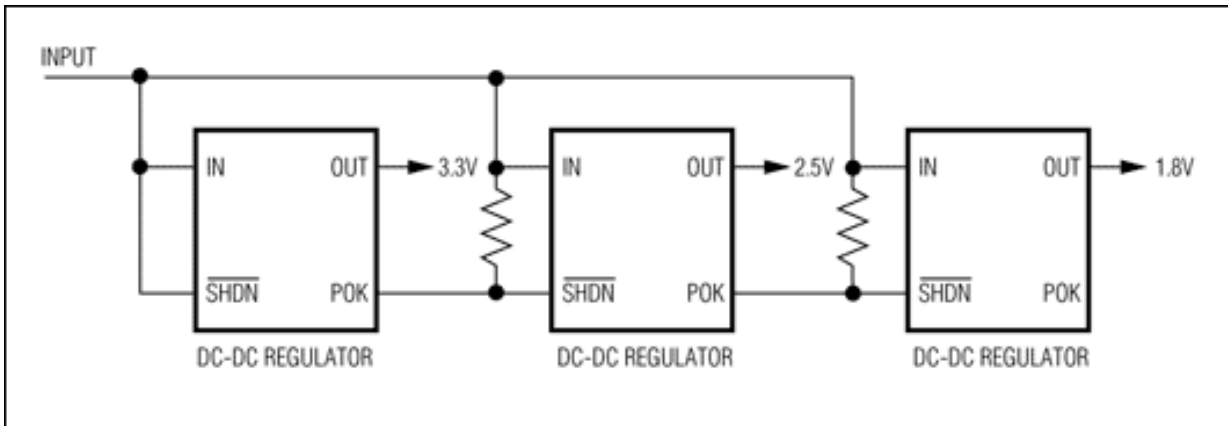 INPUT
IN OUT 3.3V IN OUT 2.5V IN OUT 1.8V
SHDN POK SHDN POK SHDN POK
DC-DC REGULATOR DC-DC REGULATOR DC-DC REGULATOR